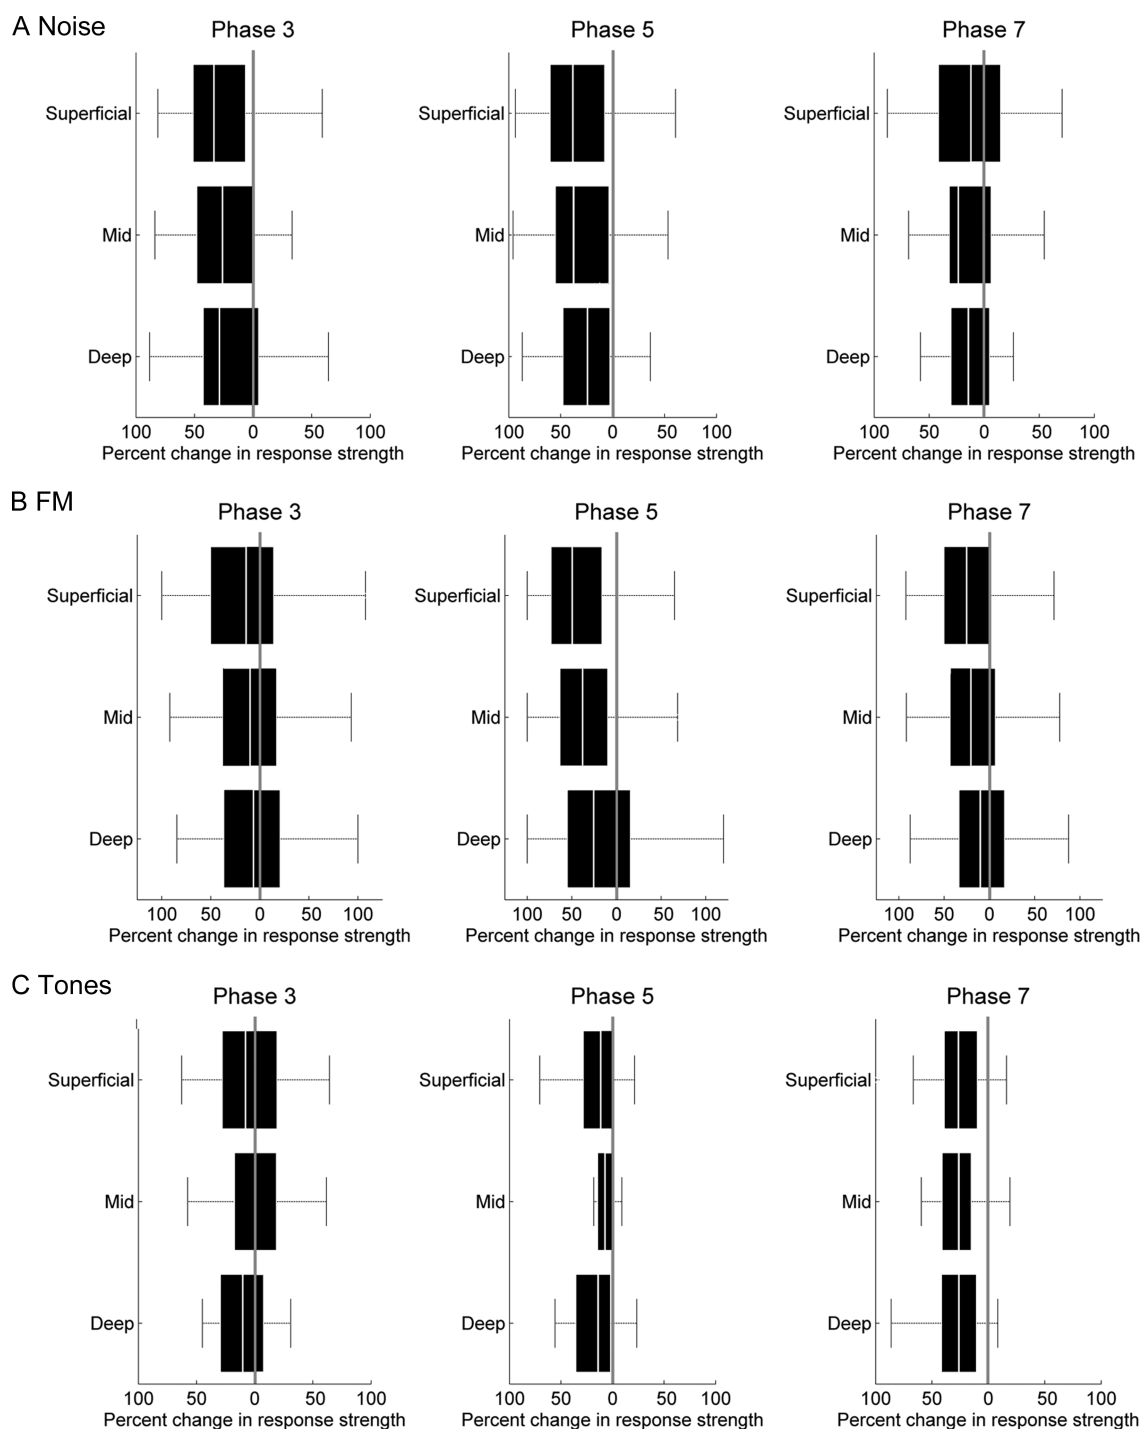 A Noise
Phase 3 Phase 5 Phase 7
Superficial Superficial Superficial
Mid Mid Mid
Deep Deep Deep
100 50 0 50 100 100 50 0 50 100 100 50 0 50 100
Percent change in response strength Percent change in response strength Percent change in response strength
B FM
Phase 3 Phase 5 Phase 7
Superficial Superficial Superficial
Mid Mid Mid
Deep Deep Deep
100 50 0 50 100 100 50 0 50 100 100 50 0 50 100
Percent change in response strength Percent change in response strength Percent change in response strength
C Tones
Phase 3 Phase 5 Phase 7
Superficial Superficial Superficial
Mid Mid Mid
Deep Deep Deep
100 50 0 50 100 100 50 0 50 100 100 50 0 50 100
Percent change in response strength Percent change in response strength Percent change in response strength